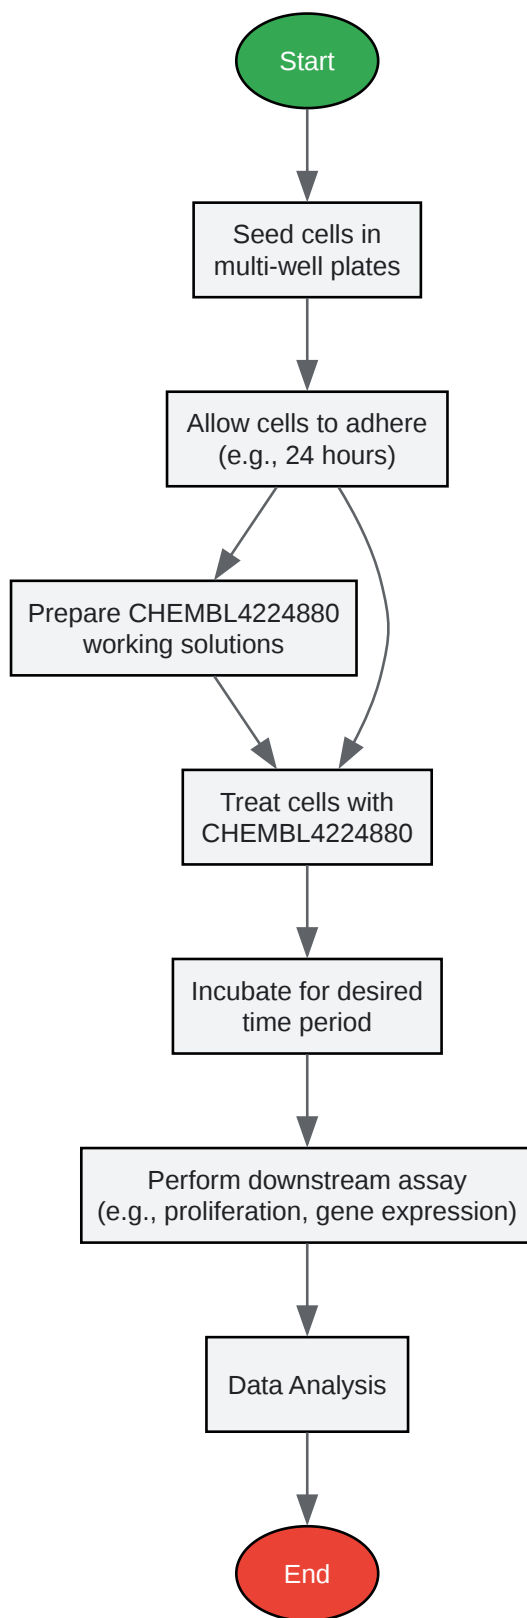 Start
Seed cells in
multi-well plates
Allow cells to adhere
(e.g., 24 hours)
Prepare CHEMBL4224880
working solutions
Treat cells with
CHEMBL4224880
Incubate for desired
time period
Perform downstream assay
(e.g., proliferation, gene expression)
Data Analysis
End